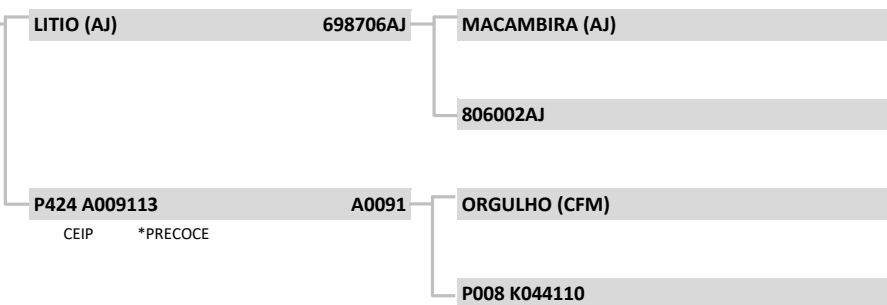 LITIO (AJ) 698706AJ MACAMBIRA (AJ)
806002AJ
P424 A009113 A0091 ORGULHO (CFM)
CEIP *PRECOCE
P008 K044110